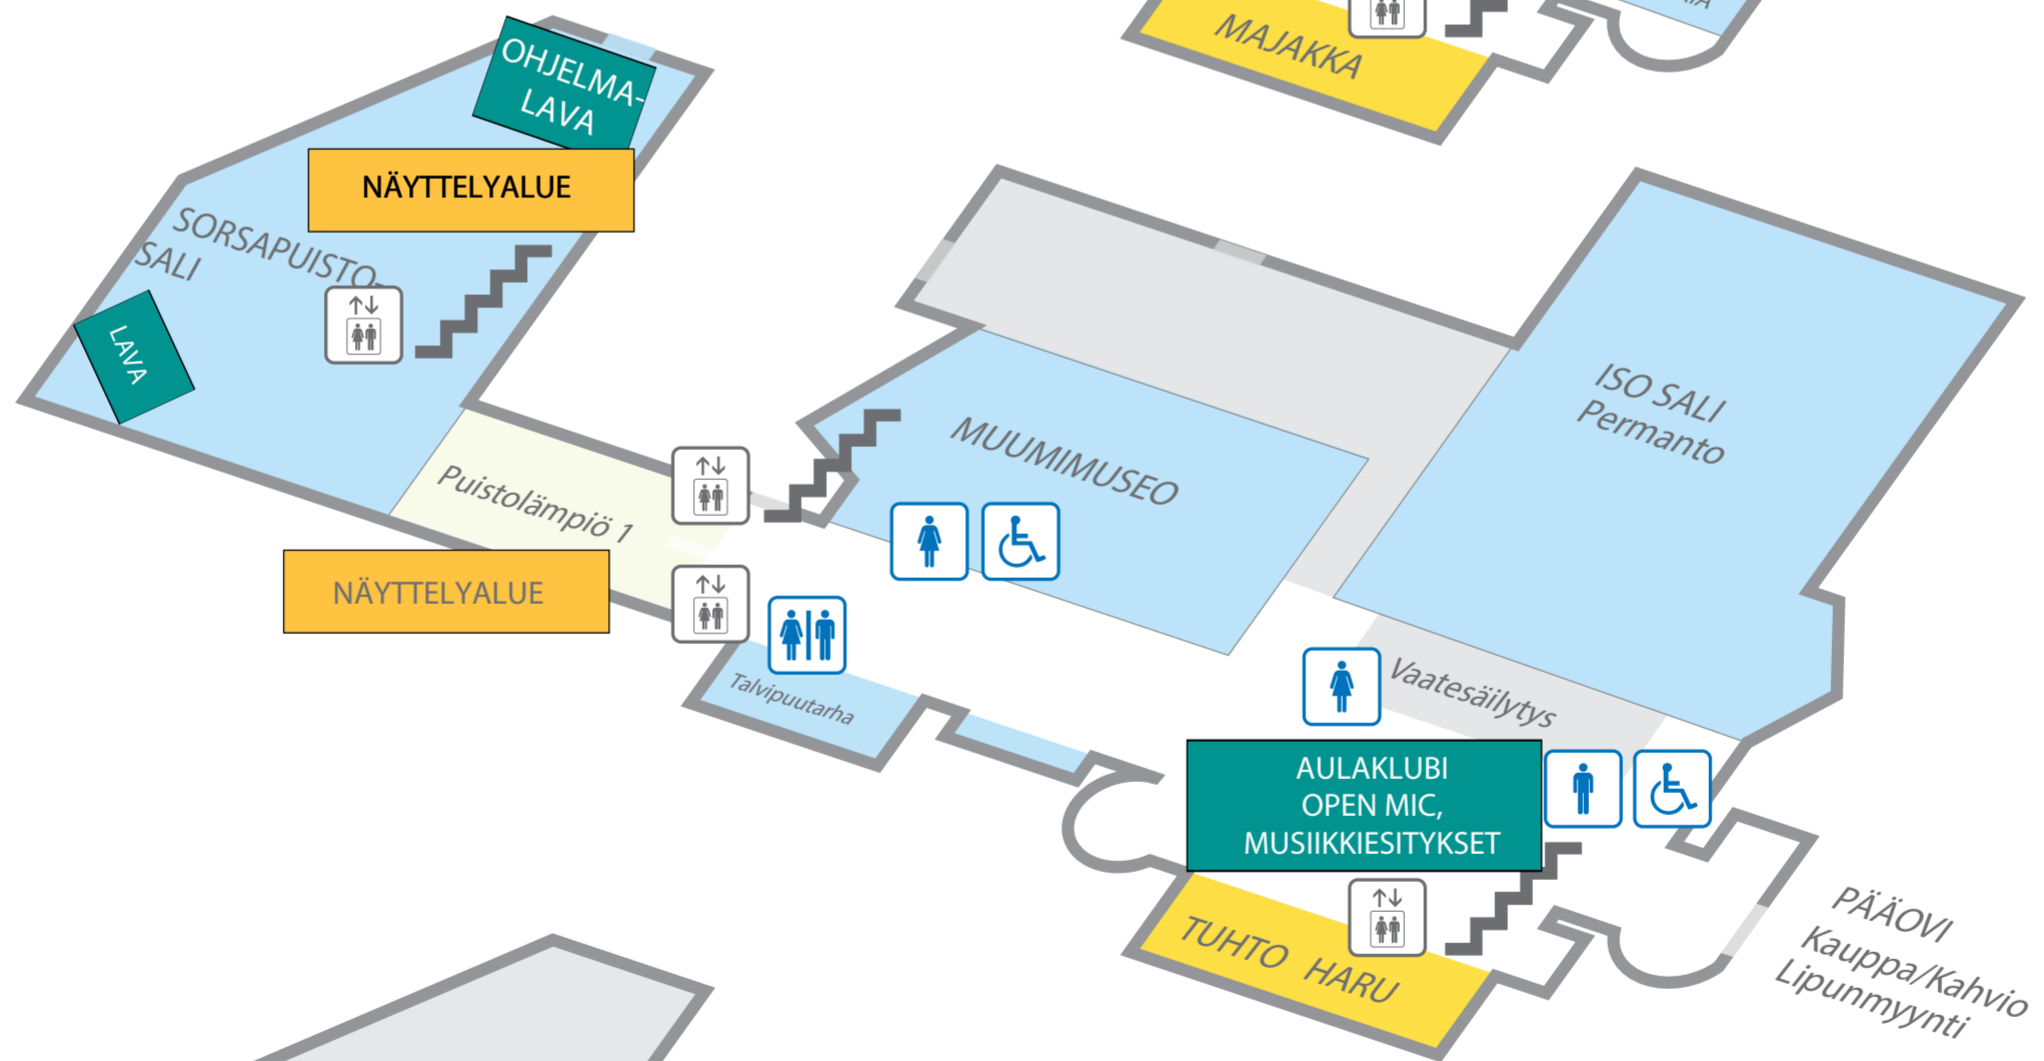 OHJELMA-
LAVA
MAJAKKA
NÄYTTELYALUE
SORSAPUISTO-
SALI
LAVA
ISO SALI
Permanto
MUUMIMUSEO
Puistolämpiö 1
NÄYTTELYALUE
Talvipuutarha
Vaatesäilytys
AULAKLUBI
OPEN MIC,
MUSIIKKIESITYKSET
TUHTO HARU
PÄÄOVI
Kauppa/Kahvio
Lipunmyynti